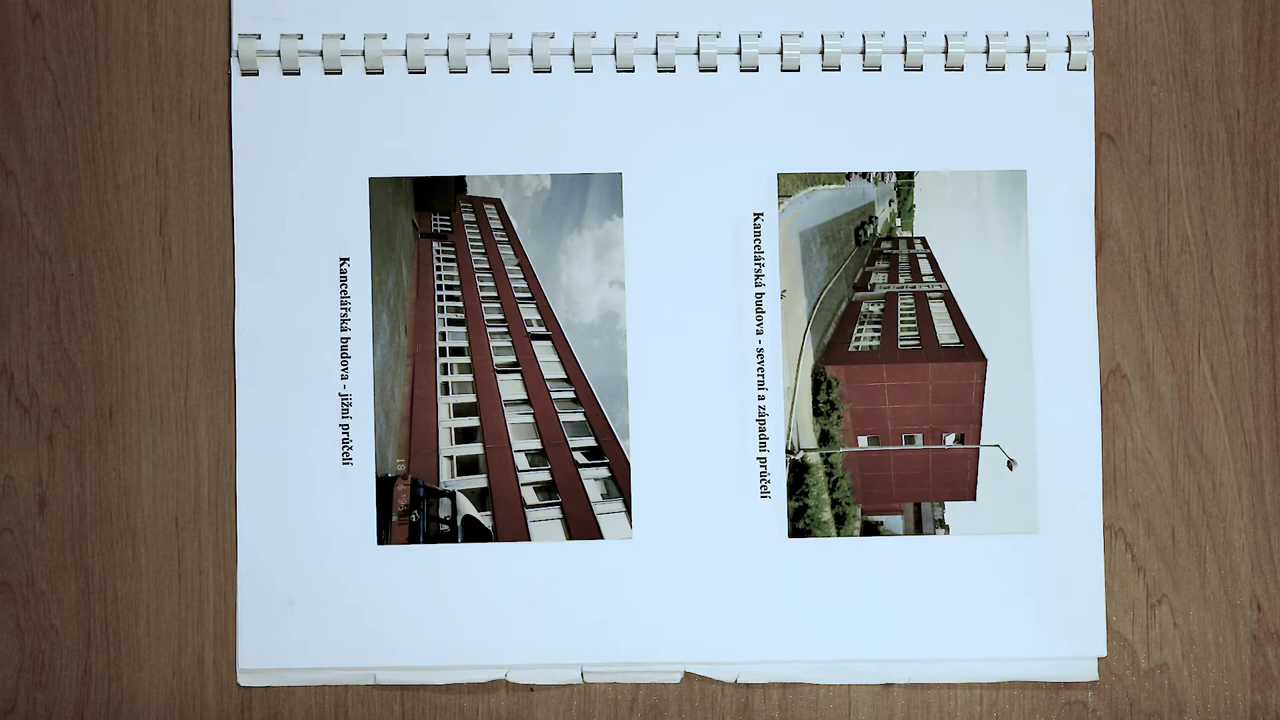 Kancelářská budova - severní a západní průčelí
Kancelářská budova - jižní průčelí